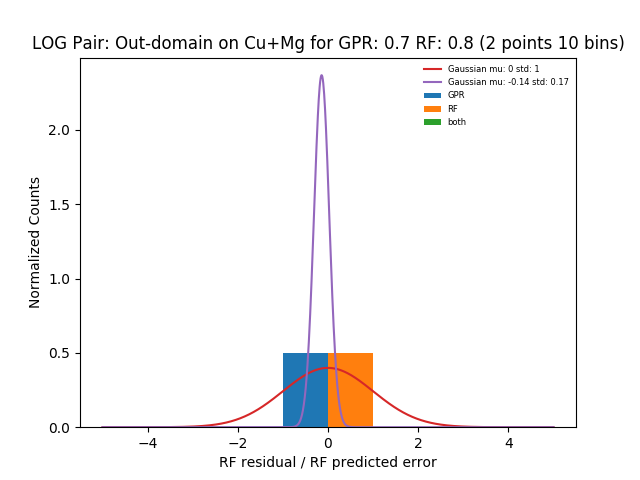 LOG Pair: Out-domain on Cu+Mg for GPR: 0.7 RF: 0.8 (2 points 10 bins)
Gaussian mu: 0 std: 1
Gaussian mu: -0.14 std: 0.17
GPR
RF
both
Normalized Counts
2.0
1.5
1.0
0.5
0.0
−4
−2
0
2
4
RF residual / RF predicted error